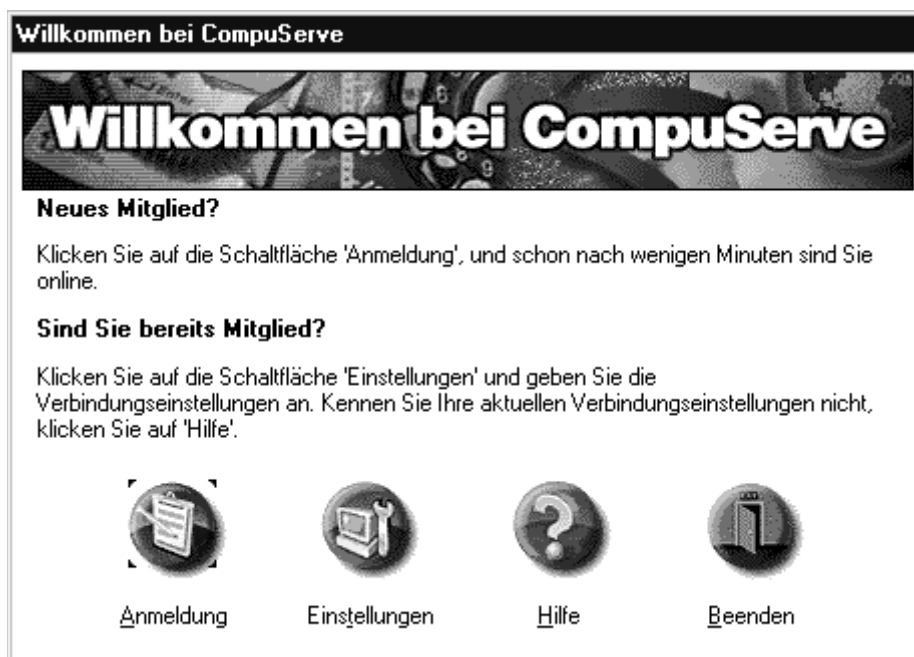 Willkommen bei CompuServe
Willkommen bei CompuServe
Neues Mitglied?
Klicken Sie auf die Schaltfläche 'Anmeldung', und schon nach wenigen Minuten sind Sie
online.
Sind Sie bereits Mitglied?
Klicken Sie auf die Schaltfläche 'Einstellungen' und geben Sie die
Verbindungseinstellungen an. Kennen Sie Ihre aktuellen Verbindungseinstellungen nicht,
klicken Sie auf 'Hilfe'.
Anmeldung Einstellungen Hilfe Beenden